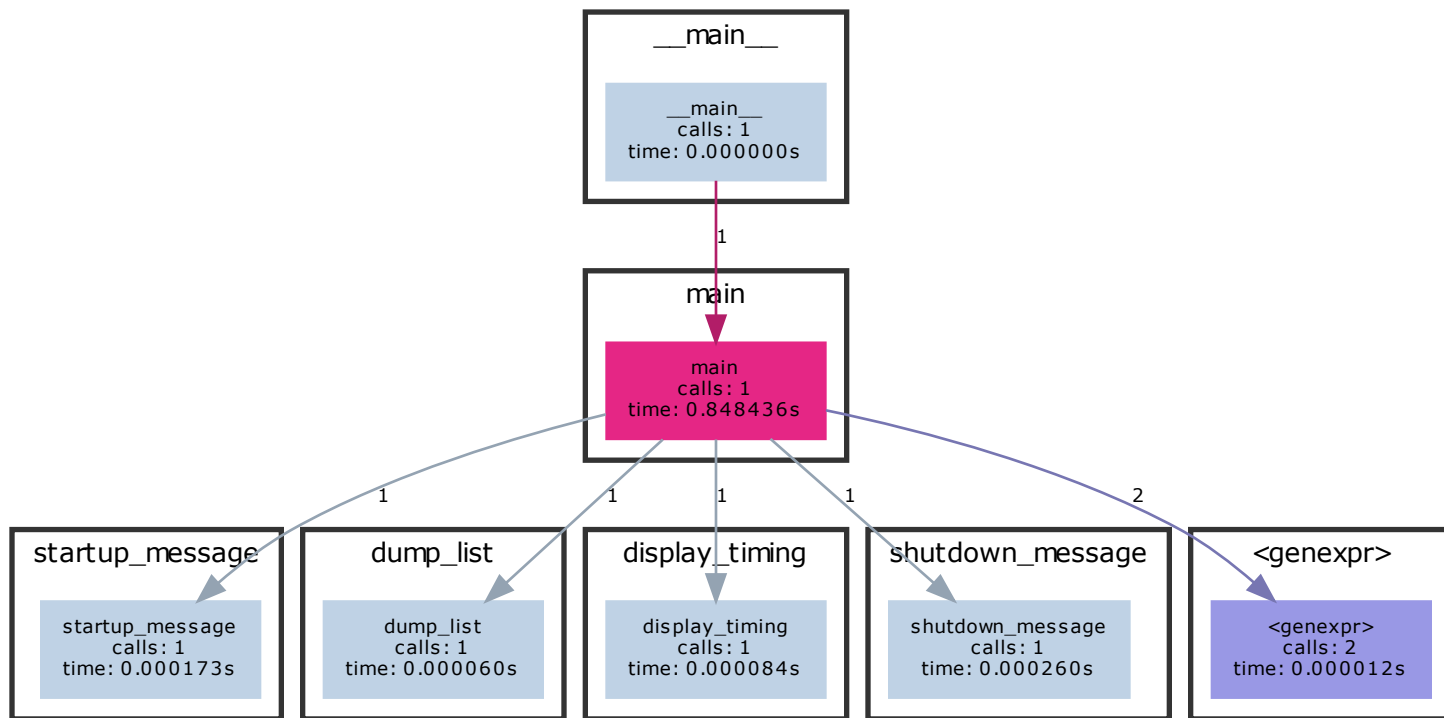 __main__
__main__
calls: 1
time: 0.000000s
1
main
main
calls: 1
time: 0.848436s
1
1
1
1
2
startup_message
startup_message
calls: 1
time: 0.000173s
dump_list
dump_list
calls: 1
time: 0.000060s
display_timing
display_timing
calls: 1
time: 0.000084s
shutdown_message
shutdown_message
calls: 1
time: 0.000260s
<genexpr>
<genexpr>
calls: 2
time: 0.000012s